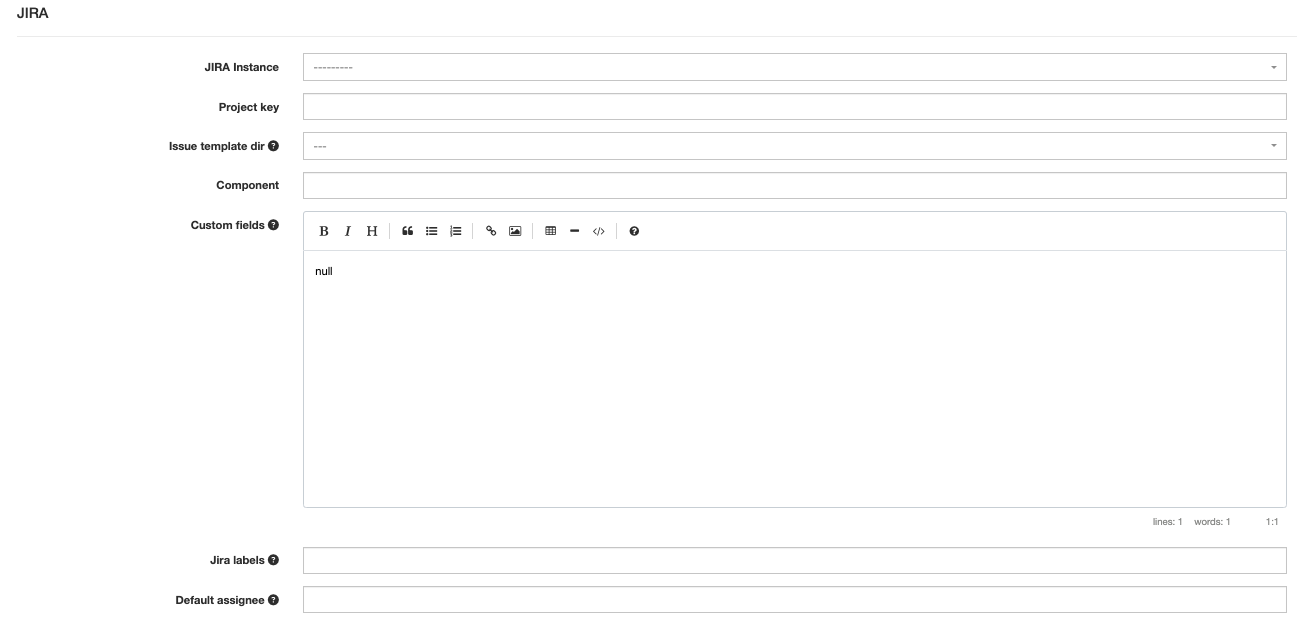 JIRA
JIRA Instance
---------
Project key
Issue template dir ?
---
Component
Custom fields ?
B I H </> ?
null
lines: 1 words: 1 1:1
Jira labels ?
Default assignee ?